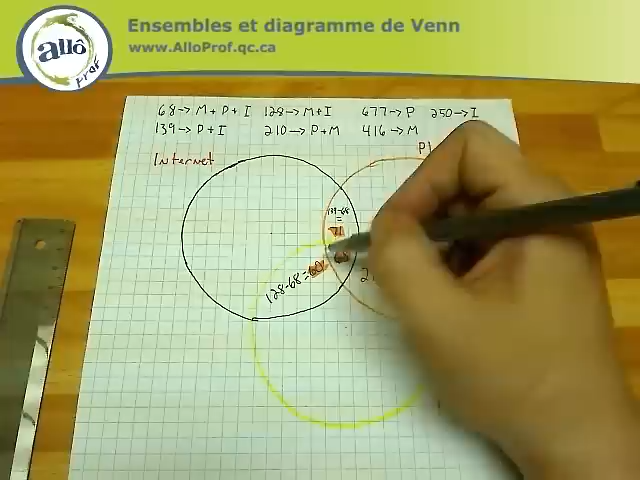 Ensembles et diagramme de Venn
www.AlloProf.qc.ca
allô
prof
68→M+P+I 128→M+I 677→P 250→I
139→P+I 210→P+M 416→M
Internet
139-68
=
71
68
128-68=60